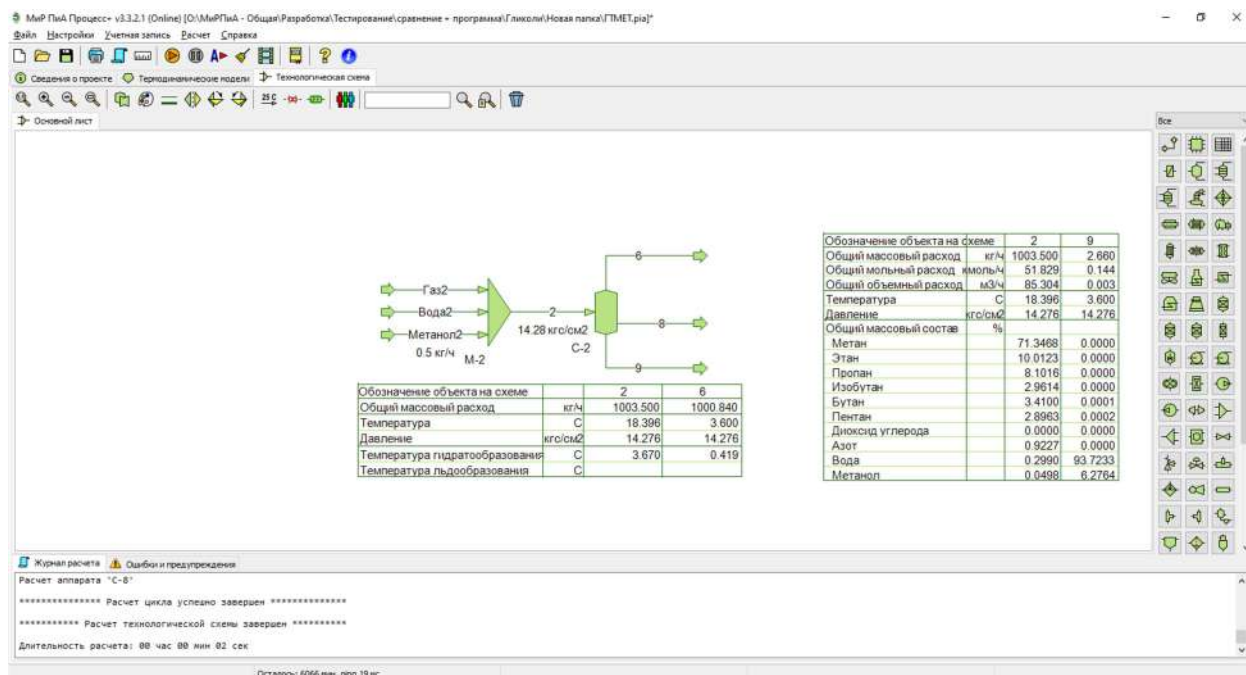 МиР ПиА Процесс+ v3.3.2.1 (Online) [O:\МиРПиА - Общая\Разработка\Тестирование\сравнение + программа\Гликоли\Новая папка\ГТМЕТ.pia]*
Файл Настройки Учетная запись Расчет Справка
Сведения о проекте Термодинамические модели Технологическая схема
Основной лист
Все
6
Газ2
Вода2
2
8
Метанол2
14.28 кгс/см2
0.5 кг/ч
М-2
С-2
9
Обозначение объекта на схеме 2 6
Общий массовый расход кг/ч 1003.500 1000.840
Температура С 18.396 3.600
Давление кгс/см2 14.276 14.276
Температура гидратообразования С 3.670 0.419
Температура льдообразования С
Обозначение объекта на схеме 2 9
Общий массовый расход кг/ч 1003.500 2.660
Общий мольный расход кмоль/ч 51.829 0.144
Общий объемный расход м3/ч 85.304 0.003
Температура С 18.396 3.600
Давление кгс/см2 14.276 14.276
Общий массовый состав %
Метан 71.3468 0.0000
Этан 10.0123 0.0000
Пропан 8.1016 0.0000
Изобутан 2.9614 0.0000
Бутан 3.4100 0.0001
Пентан 2.8963 0.0002
Диоксид углерода 0.0000 0.0000
Азот 0.9227 0.0000
Вода 0.2990 93.7233
Метанол 0.0498 6.2764
Журнал расчета Ошибки и предупреждения
Расчет аппарата "С-8"
*************** Расчет цикла успешно завершен **************
*********** Расчет технологической схемы завершен **********
Длительность расчета: 00 час 00 мин 02 сек
Осталось: 6066 мин, ping 19 мс